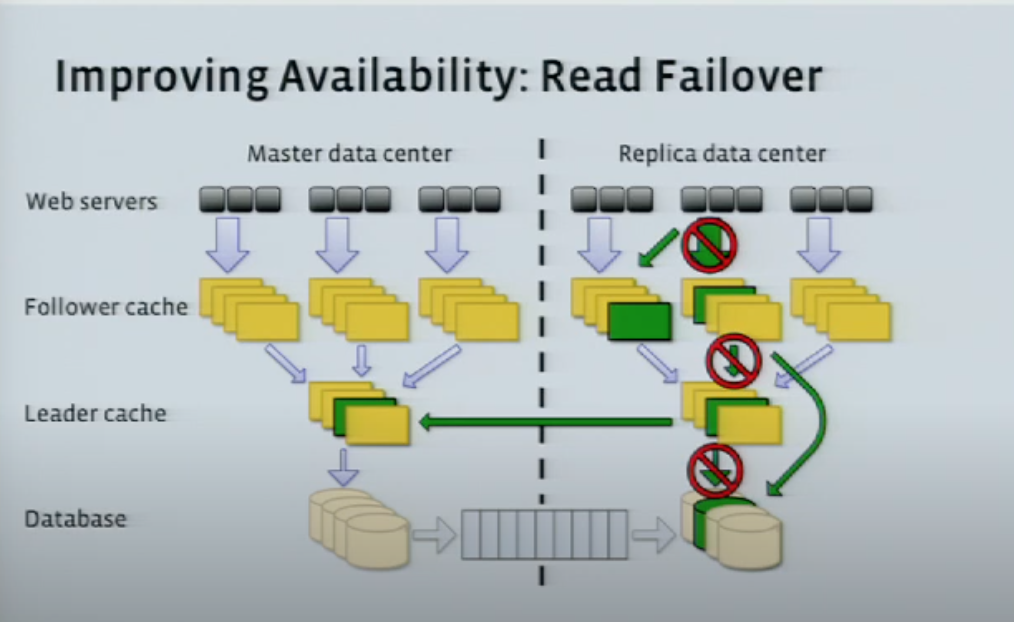 Improving Availability: Read Failover
Master data center
Replica data center
Web servers
Follower cache
Leader cache
Database